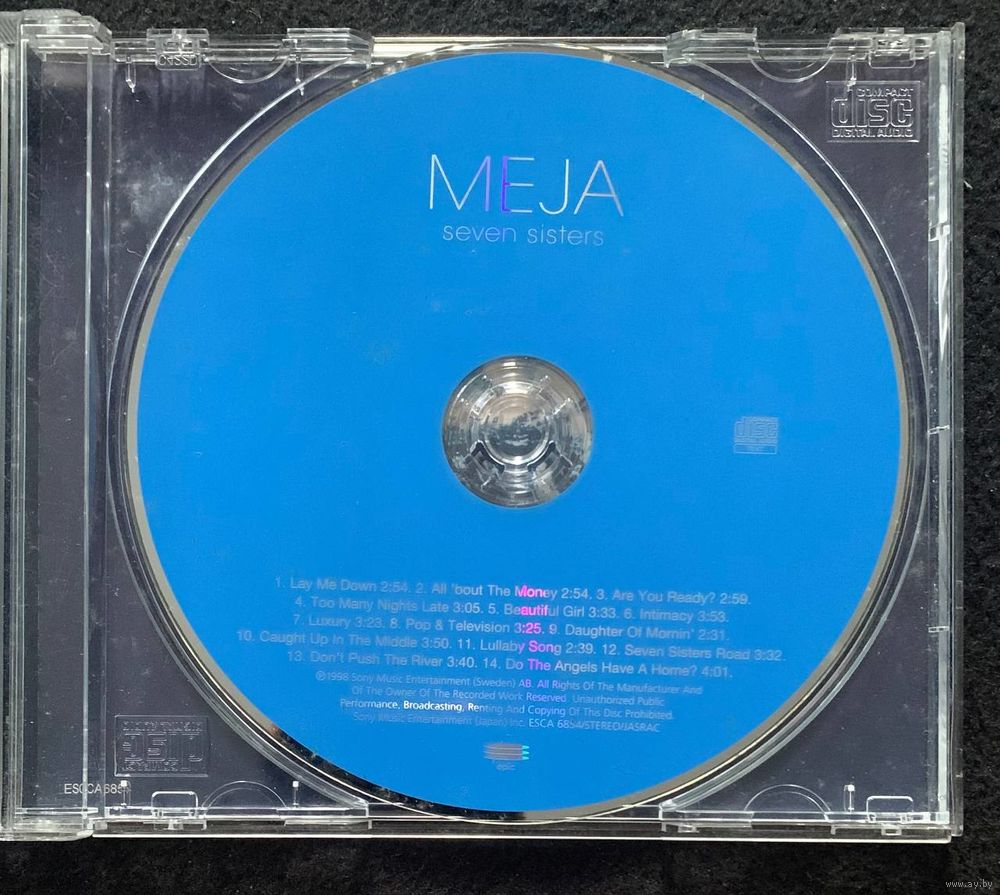 COMPACT
disc
DIGITAL AUDIO
MEJA
seven sisters
disc
1. Lay Me Down 2:54. 2. All 'bout The Money 2:54. 3. Are You Ready? 2:59.
4. Too Many Nights Late 3:05. 5. Beautiful Girl 3:33. 6. Intimacy 3:53.
7. Luxury 3:23. 8. Pop & Television 3:25. 9. Daughter Of Mornin' 2:31.
10. Caught Up In The Middle 3:50. 11. Lullaby Song 2:39. 12. Seven Sisters Road 3:32.
13. Don't Push The River 3:40. 14. Do The Angels Have A Home? 4:01.
℗1998 Sony Music Entertainment (Sweden) AB. All Rights Of The Manufacturer And
Of The Owner Of The Recorded Work Reserved. Unauthorized Public
Performance, Broadcasting, Renting And Copying Of This Disc Prohibited.
Sony Music Entertainment (Japan) Inc. ESCA 6854/STEREO/JASRAC
epic
www.ay.by